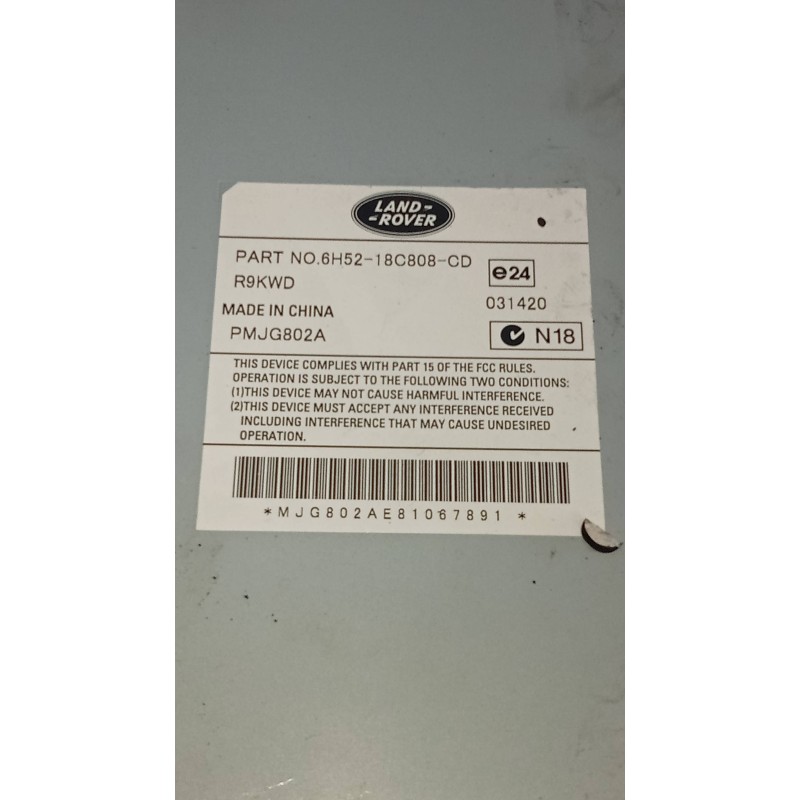 LAND-
-ROVER
PART NO.6H52-18C808-CD
e24
R9KWD
031420
MADE IN CHINA
PMJG802A
N18
THIS DEVICE COMPLIES WITH PART 15 OF THE FCC RULES.
OPERATION IS SUBJECT TO THE FOLLOWING TWO CONDITIONS:
(1)THIS DEVICE MAY NOT CAUSE HARMFUL INTERFERENCE.
(2)THIS DEVICE MUST ACCEPT ANY INTERFERENCE RECEIVED
INCLUDING INTERFERENCE THAT MAY CAUSE UNDESIRED
OPERATION.
*MJG802AE81067891*